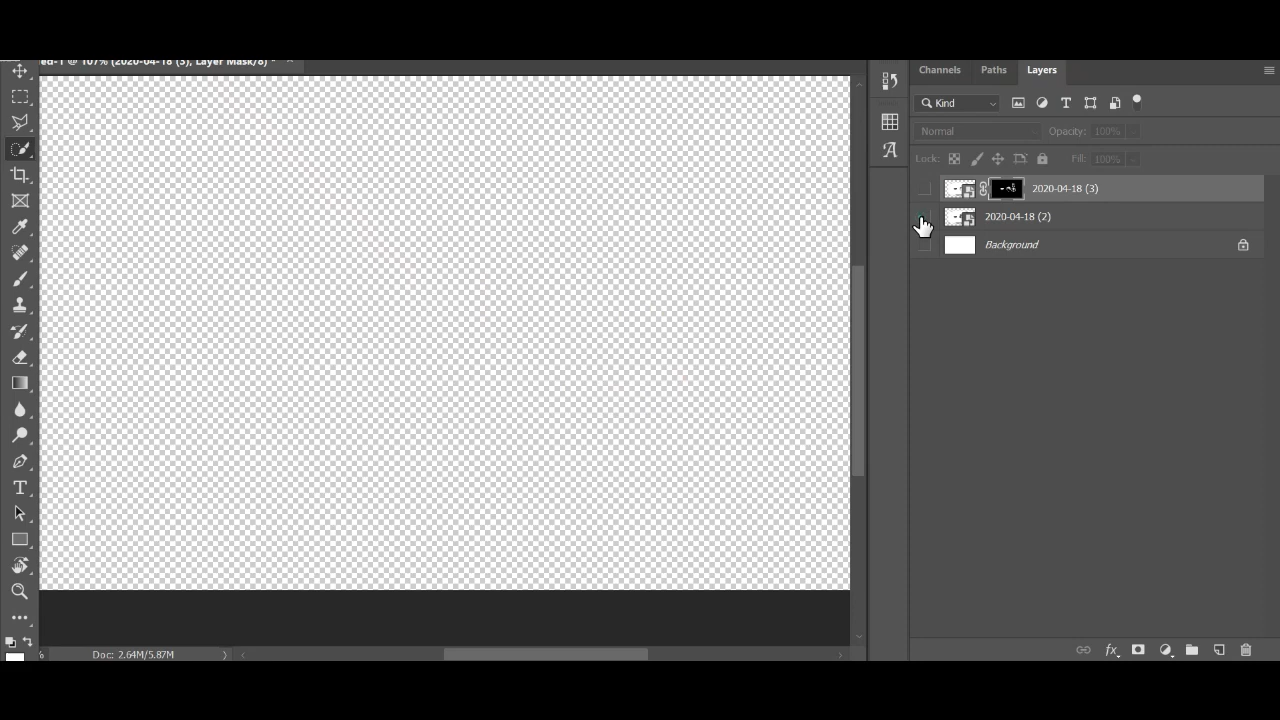 ed-1 @ 107% (2020-04-18 (3), Layer Mask/8) *
Channels Paths Layers
Kind
Normal Opacity: 100%
Lock: Fill: 100%
2020-04-18 (3)
2020-04-18 (2)
Background
% Doc: 2.64M/5.87M